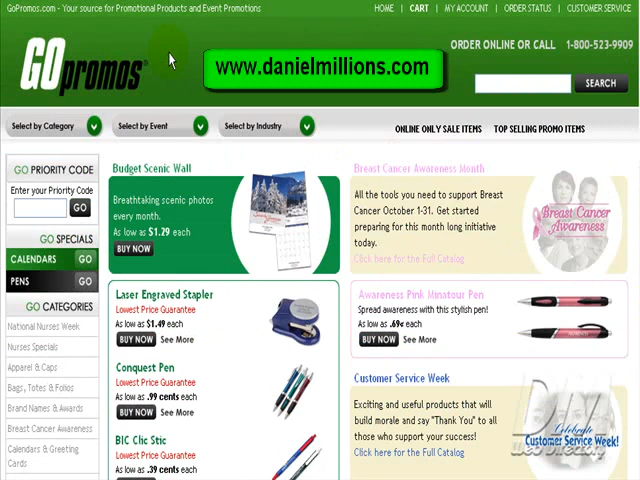 GoPromos.com - Your source for Promotional Products and Event Promotions
HOME | CART | MY ACCOUNT | ORDER STATUS | CUSTOMER SERVICE
GOpromos®
www.danielmillions.com
ORDER ONLINE OR CALL 1-800-523-9909
SEARCH
Select by Category
Select by Event
Select by Industry
ONLINE ONLY SALE ITEMS
TOP SELLING PROMO ITEMS
GO PRIORITY CODE
Enter your Priority Code
GO
GO SPECIALS
CALENDARS GO
PENS GO
GO CATEGORIES
National Nurses Week
Nurses Specials
Apparel & Caps
Bags, Totes & Folios
Brand Names & Awards
Breast Cancer Awareness
Calendars & Greeting
Cards
Budget Scenic Wall
Breathtaking scenic photos
every month.
As low as $1.29 each
BUY NOW
Laser Engraved Stapler
Lowest Price Guarantee
As low as $1.49 each
BUY NOW See More
Conquest Pen
Lowest Price Guarantee
As low as .99 cents each
BUY NOW See More
BIC Clic Stic
Lowest Price Guarantee
As low as .39 cents each
Breast Cancer Awareness Month
All the tools you need to support Breast
Cancer October 1-31. Get started
preparing for this month long initiative
today.
Click here for the Full Catalog
Breast Cancer
Awareness
Awareness Pink Minatour Pen
Spread awareness with this stylish pen!
As low as .69¢ each
BUY NOW See More
Customer Service Week
Exciting and useful products that will
build morale and say "Thank You" to all
those who support your success!
Click here for the Full Catalog
Celebrate
Customer Service Week!
DM
Web Directory